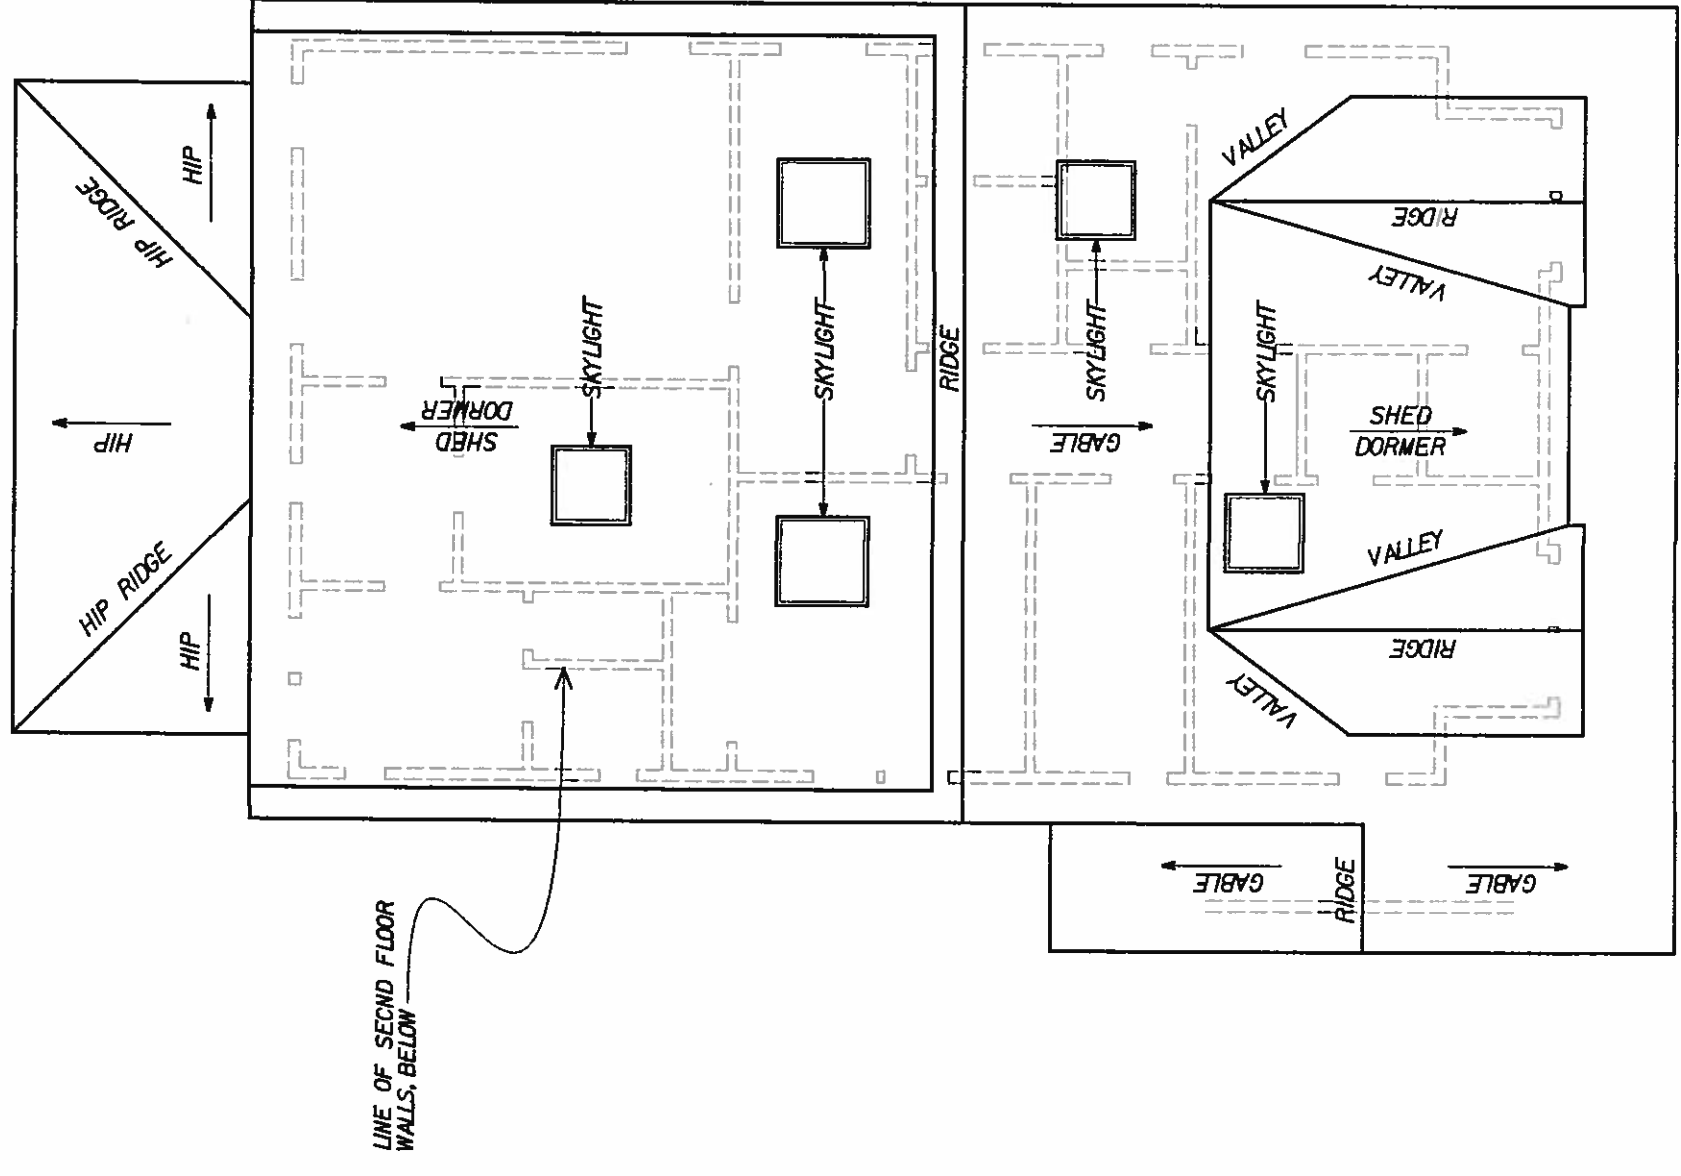 HIP
HIP RIDGE
HIP
HIP RIDGE
HIP
SHED
DORMER
SKYLIGHT
SKYLIGHT
RIDGE
SKYLIGHT
GABLE
VALLEY
RIDGE
VALLEY
SKYLIGHT
SHED
DORMER
VALLEY
RIDGE
VALLEY
GABLE
RIDGE
GABLE
LINE OF SECND FLOOR
WALLS, BELOW